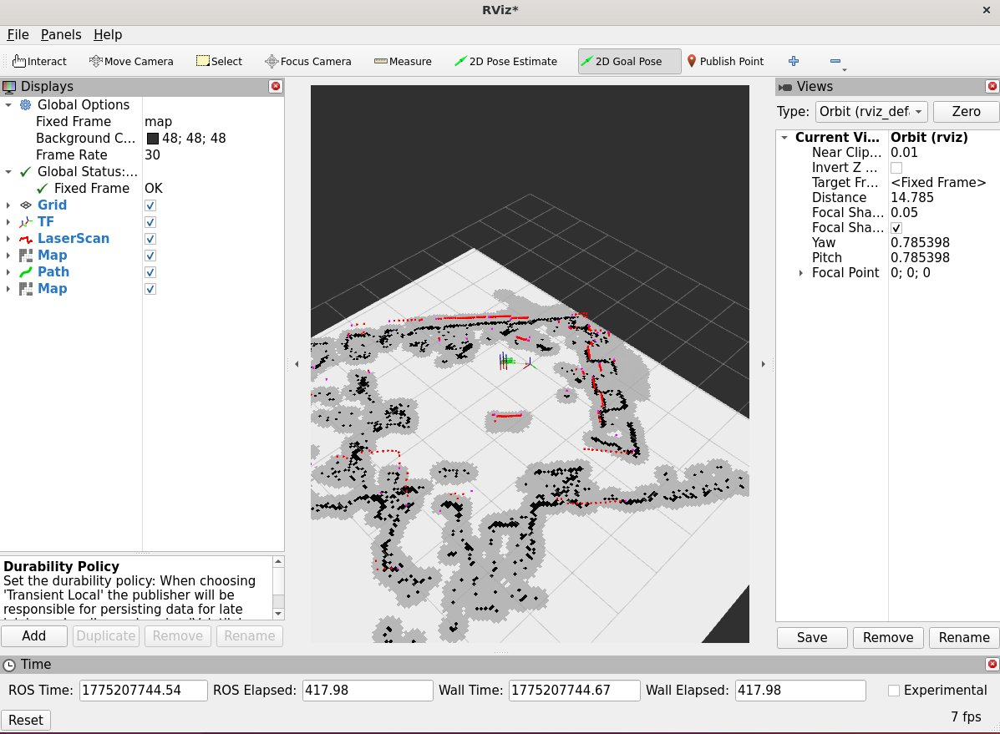 RViz*
File Panels Help
Interact Move Camera Select Focus Camera Measure 2D Pose Estimate 2D Goal Pose Publish Point
Displays
Global Options
Fixed Frame map
Background C... 48; 48; 48
Frame Rate 30
Global Status:...
Fixed Frame OK
Grid
TF
LaserScan
Map
Path
Map
Durability Policy
Set the durability policy: When choosing
'Transient Local' the publisher will be
responsible for persisting data for late
Add Duplicate Remove Rename
Views
Type: Orbit (rviz_def Zero
Current Vi... Orbit (rviz)
Near Clip... 0.01
Invert Z ...
Target Fr... <Fixed Frame>
Distance 14.785
Focal Sha... 0.05
Focal Sha...
Yaw 0.785398
Pitch 0.785398
Focal Point 0; 0; 0
Save Remove Rename
Time
ROS Time: 1775207744.54 ROS Elapsed: 417.98 Wall Time: 1775207744.67 Wall Elapsed: 417.98 Experimental
Reset 7 fps